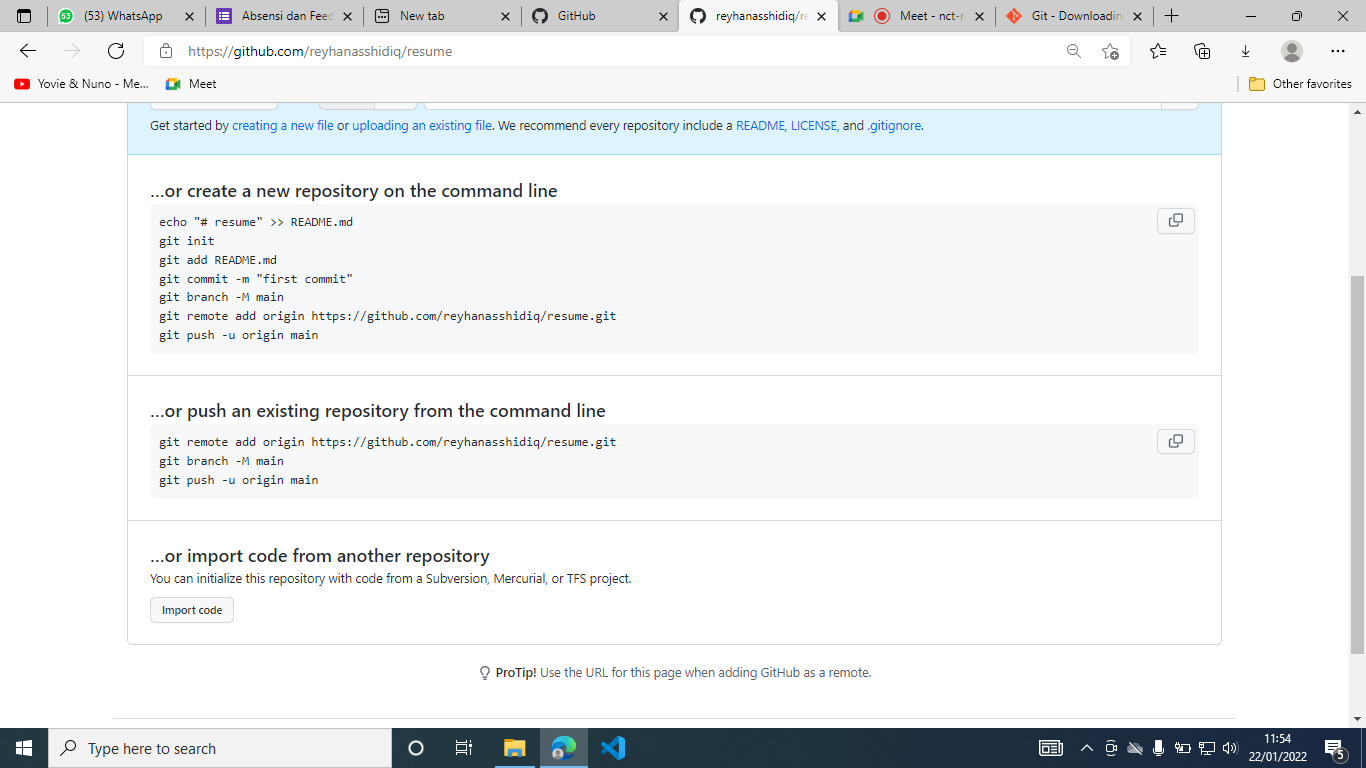 (53) WhatsApp
Absensi dan Feed
New tab
GitHub
reyhanasshidiq/re
Meet - nct-r
Git - Downloadin
https://github.com/reyhanasshidiq/resume
Yovie & Nuno - Me...
Meet
Other favorites
Get started by creating a new file or uploading an existing file. We recommend every repository include a README, LICENSE, and .gitignore.
...or create a new repository on the command line
echo "# resume" >> README.md
git init
git add README.md
git commit -m "first commit"
git branch -M main
git remote add origin https://github.com/reyhanasshidiq/resume.git
git push -u origin main
...or push an existing repository from the command line
git remote add origin https://github.com/reyhanasshidiq/resume.git
git branch -M main
git push -u origin main
...or import code from another repository
You can initialize this repository with code from a Subversion, Mercurial, or TFS project.
Import code
ProTip! Use the URL for this page when adding GitHub as a remote.
Type here to search
11:54
22/01/2022
5